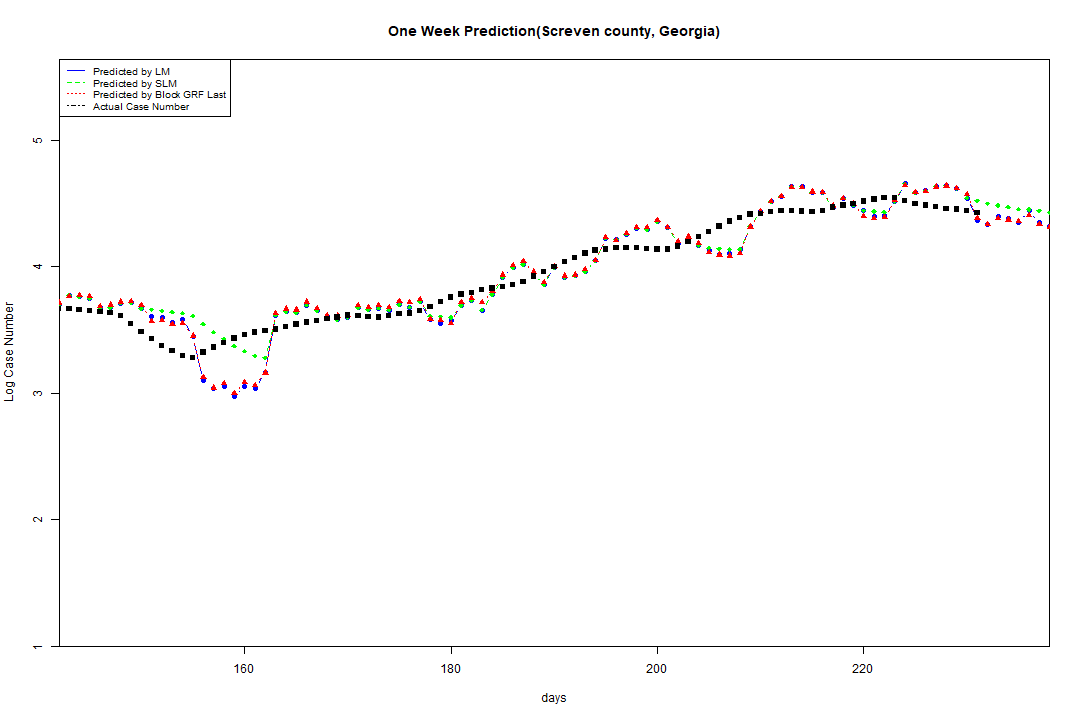 One Week Prediction(Screven county, Georgia)
Predicted by LM
Predicted by SLM
Predicted by Block GRF Last
Actual Case Number
5
4
3
2
1
Log Case Number
160 180 200 220
days